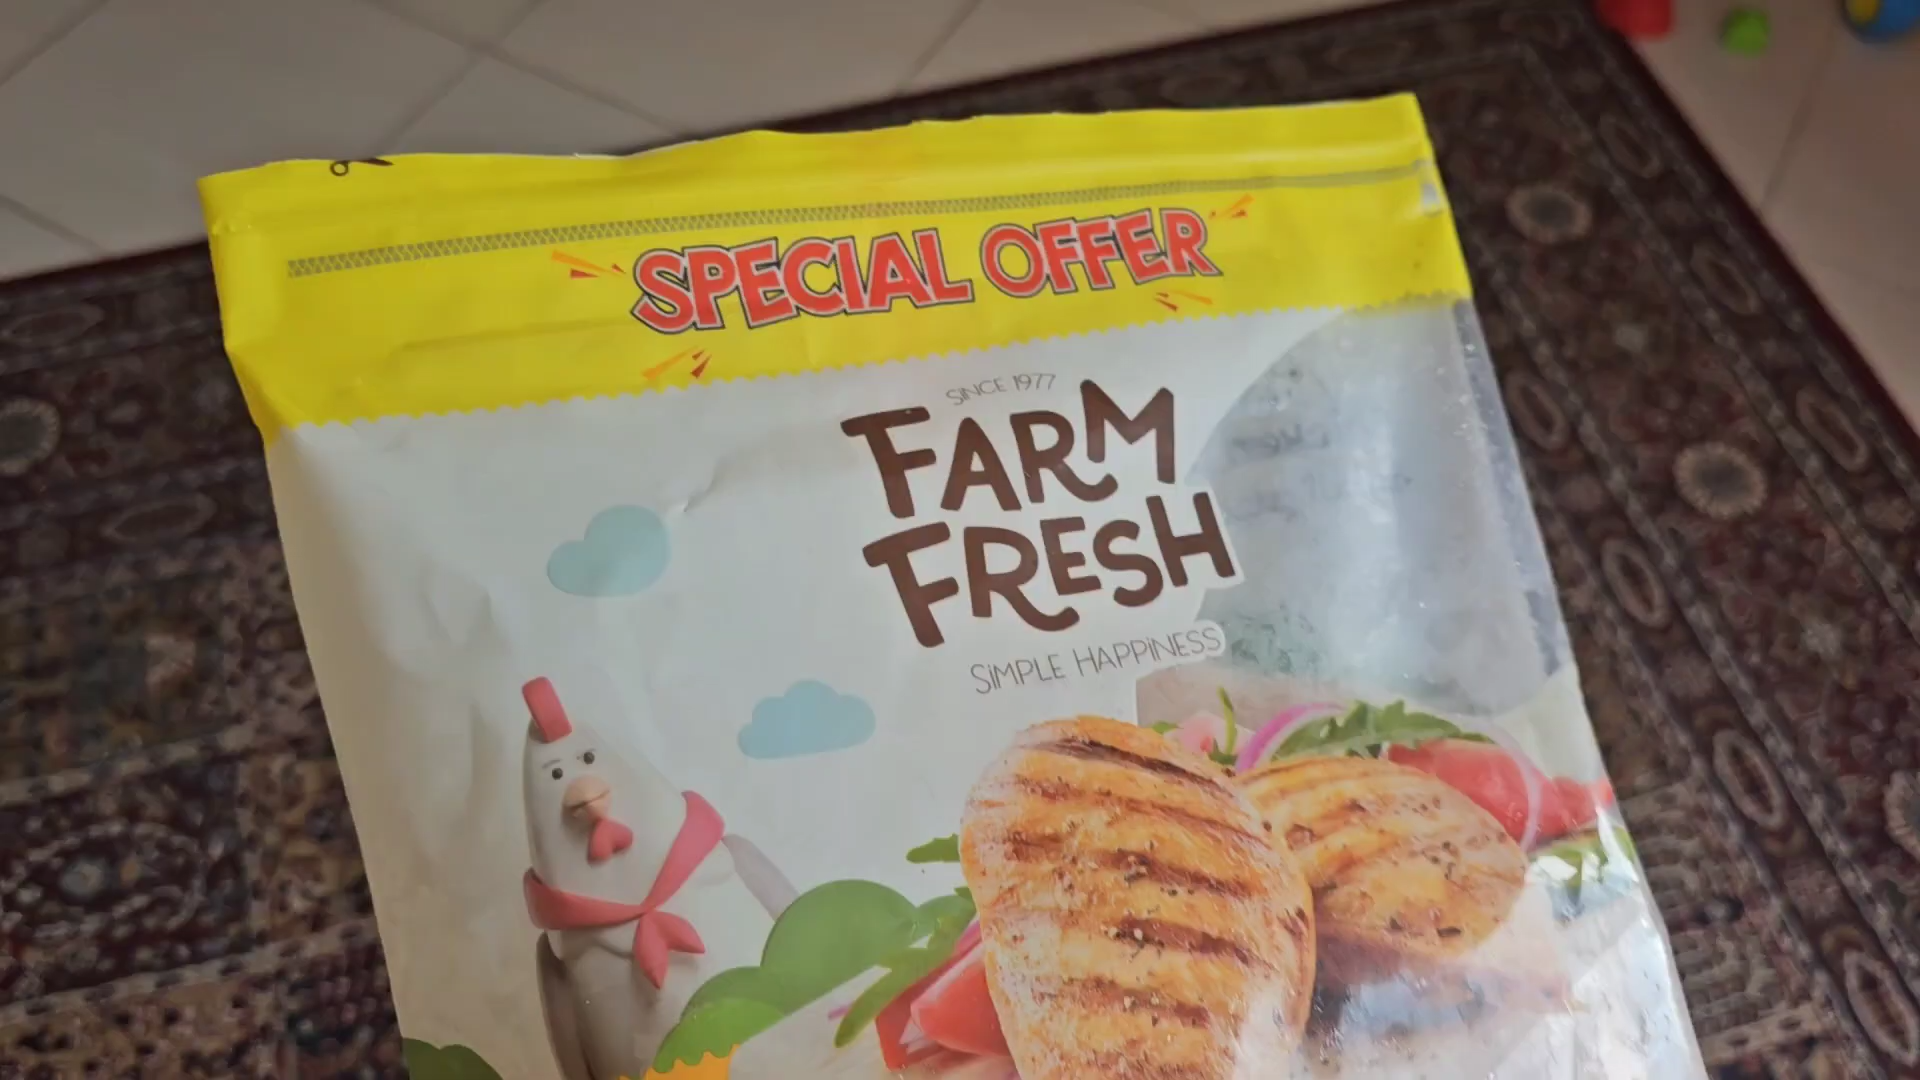 SPECIAL OFFER
SINCE 1977
FARM
FRESH
SIMPLE HAPPINESS